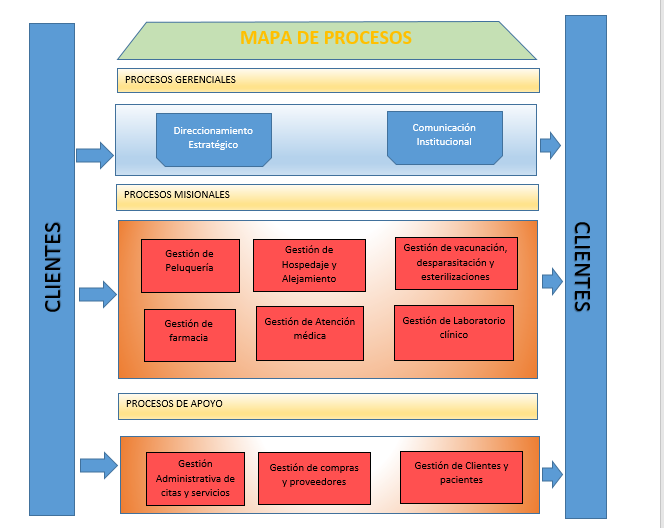 MAPA DE PROCESOS
PROCESOS GERENCIALES
Direccionamiento
Estratégico
Comunicación
Institucional
PROCESOS MISIONALES
CLIENTES
CLIENTES
Gestión de
Peluquería
Gestión de
Hospedaje y
Alejamiento
Gestión de vacunación,
desparasitación y
esterilizaciones
Gestión de
farmacia
Gestión de Atención
médica
Gestión de Laboratorio
clínico
PROCESOS DE APOYO
Gestión
Administrativa de
citas y servicios
Gestión de compras
y proveedores
Gestión de Clientes y
pacientes